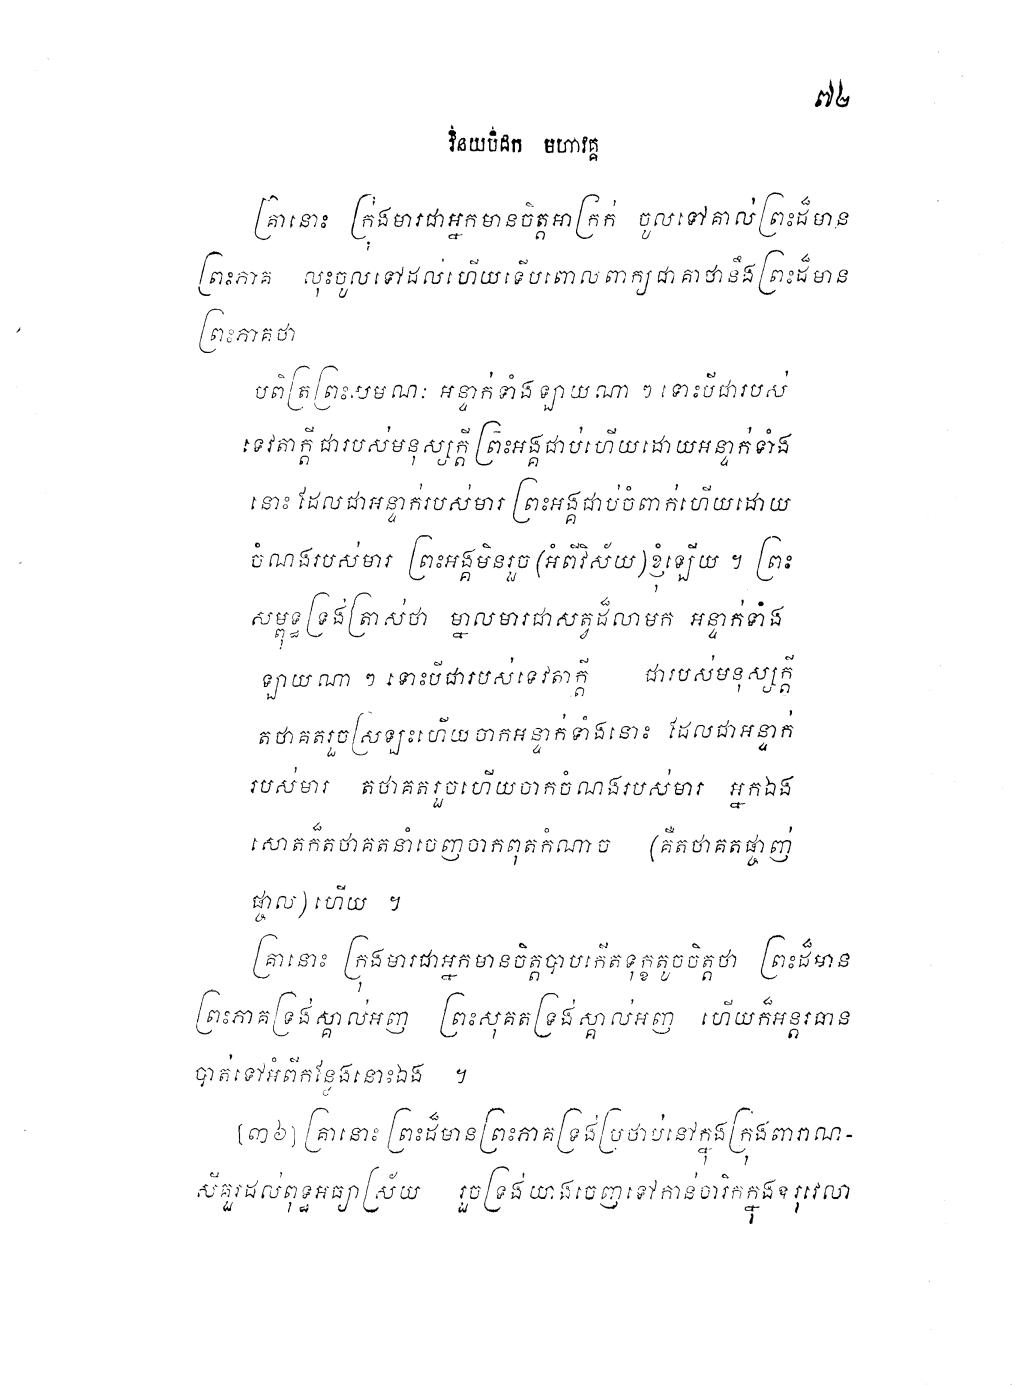 ៧២
វិនយបិដក មហាវគ្គ
គ្រានោះ ក្រុងមារជាអ្នកមានចិត្តអាក្រក់ ចូលទៅគាល់ព្រះដ៏មាន
ព្រះភាគ លុះចូលទៅដល់ហើយទើបពោលពាក្យជាគាថានឹងព្រះដ៏មាន
ព្រះភាគថា
បពិត្រព្រះសមណៈ អន្ទាក់ទាំងឡាយណា ៗ ទោះបីជារបស់
ទេវតាក្តី ជារបស់មនុស្សក្តី ព្រះអង្គជាប់ហើយដោយអន្ទាក់ទាំង
នោះ ដែលជាអន្ទាក់របស់មារ ព្រះអង្គជាប់ចំពាក់ហើយដោយ
ចំណងរបស់មារ ព្រះអង្គមិនរួច (អំពីវិស័យ) ខ្ញុំឡើយ ។ ព្រះ
សម្ពុទ្ធទ្រង់ត្រាស់ថា ម្នាលមារជាសត្វដ៏លាមក អន្ទាក់ទាំង
ឡាយណា ៗ ទោះបីជារបស់ទេវតាក្តី ជារបស់មនុស្សក្តី
តថាគតរួចស្រឡះហើយចាកអន្ទាក់ទាំងនោះ ដែលជាអន្ទាក់
របស់មារ តថាគតរួចហើយចាកចំណងរបស់មារ អ្នកឯង
សោតក៏តថាគតនាំចេញចាកពុតកំណាច (គឺតថាគតផ្ចាញ់
ផ្ចាល) ហើយ ។
គ្រានោះ ក្រុងមារជាអ្នកមានចិត្តបាបកើតទុក្ខតូចចិត្តថា ព្រះដ៏មាន
ព្រះភាគទ្រង់ស្គាល់អញ ព្រះសុគតទ្រង់ស្គាល់អញ ហើយក៏អន្តរធាន
បាត់ទៅអំពីកន្លែងនោះឯង ។
[៣៦] គ្រានោះ ព្រះដ៏មានព្រះភាគទ្រង់ប្រថាប់នៅក្នុងក្រុងពារាណ-
សីគួរដល់ពុទ្ធអធ្យាស្រ័យ រួចទ្រង់យាងចេញទៅកាន់ចារិកក្នុងឧរុវេលា